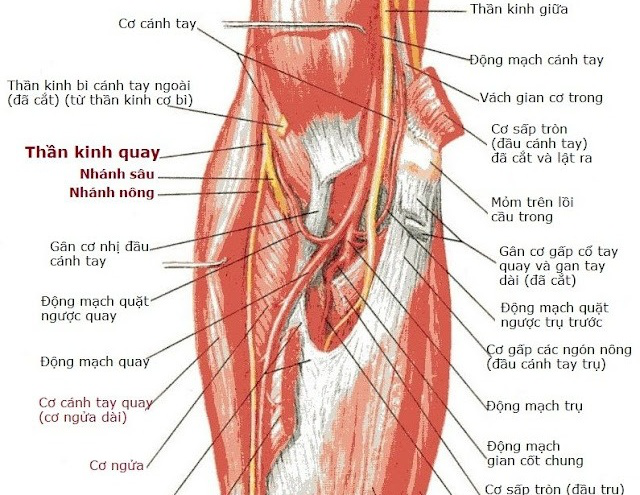 Cơ cánh tay
Thần kinh bì cánh tay ngoài
(đã cắt) (từ thần kinh cơ bì)
Thần kinh quay
Nhánh sâu
Nhánh nông
Gân cơ nhị đầu
cánh tay
Động mạch quặt
ngược quay
Động mạch quay
Cơ cánh tay quay
(cơ ngửa dài)
Cơ ngửa
Thần kinh giữa
Động mạch cánh tay
Vách gian cơ trong
Cơ sấp tròn
(đầu cánh tay)
đã cắt và lật ra
Mỏm trên lồi
cầu trong
Gân cơ gấp cổ tay
quay và gan tay
dài (đã cắt)
Động mạch quặt
ngược trụ trước
Cơ gấp các ngón nông
(đầu cánh tay trụ)
Động mạch trụ
Động mạch
gian cốt chung
Cơ sấp tròn (đầu trụ)